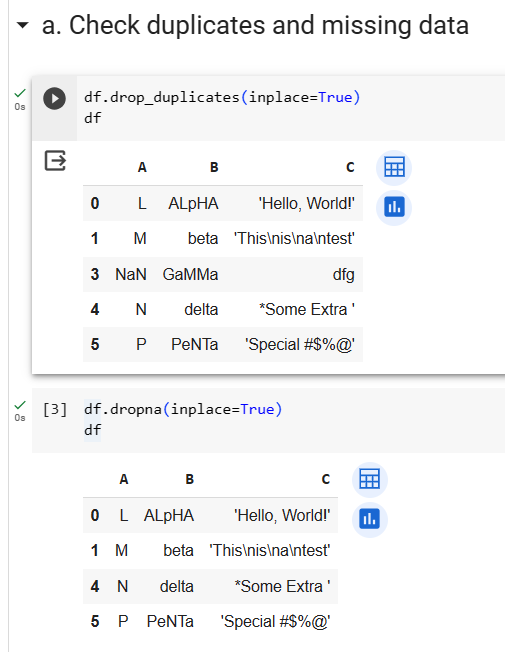 a. Check duplicates and missing data
0s
df.drop_duplicates(inplace=True)
df
A B C
0 L ALpHA 'Hello, World!'
1 M beta 'This\nis\na\ntest'
3 NaN GaMMa dfg
4 N delta *Some Extra '
5 P PeNTa 'Special #$%@'
0s
[3] df.dropna(inplace=True)
df
A B C
0 L ALpHA 'Hello, World!'
1 M beta 'This\nis\na\ntest'
4 N delta *Some Extra '
5 P PeNTa 'Special #$%@'